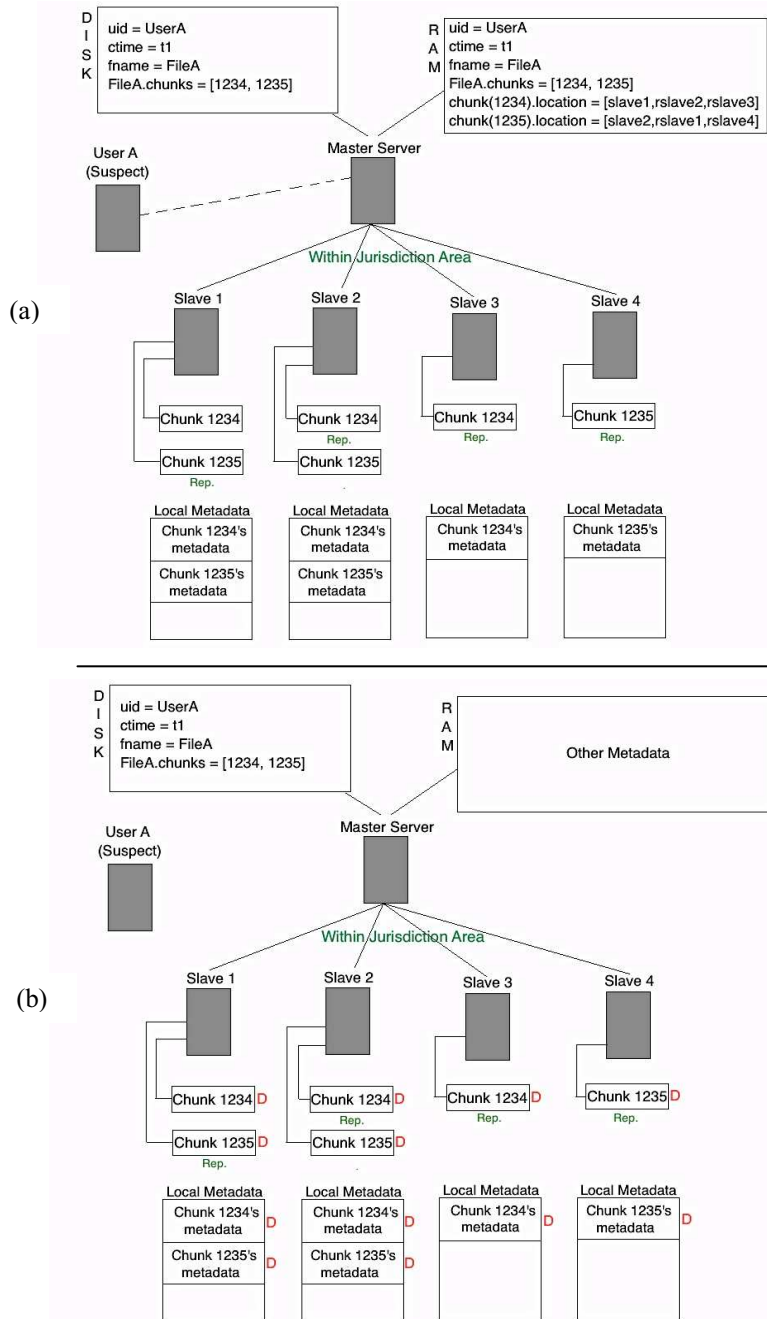 D
I
S
K
uid = UserA
ctime = t1
fname = FileA
FileA.chunks = [1234, 1235]
R
A
M
uid = UserA
ctime = t1
fname = FileA
FileA.chunks = [1234, 1235]
chunk(1234).location = [slave1,rslave2,rslave3]
chunk(1235).location = [slave2,rslave1,rslave4]
User A
(Suspect)
Master Server
Within Jurisdiction Area
(a)
Slave 1
Slave 2
Slave 3
Slave 4
Chunk 1234
Chunk 1234
Rep.
Chunk 1234
Rep.
Chunk 1235
Rep.
Chunk 1235
Rep.
Chunk 1235
Local Metadata
Local Metadata
Local Metadata
Local Metadata
Chunk 1234's
metadata
Chunk 1234's
metadata
Chunk 1234's
metadata
Chunk 1235's
metadata
Chunk 1235's
metadata
Chunk 1235's
metadata
D
I
S
K
uid = UserA
ctime = t1
fname = FileA
FileA.chunks = [1234, 1235]
R
A
M
Other Metadata
User A
(Suspect)
Master Server
Within Jurisdiction Area
(b)
Slave 1
Slave 2
Slave 3
Slave 4
Chunk 1234 D
Chunk 1234 D
Rep.
Chunk 1234 D
Rep.
Chunk 1235 D
Rep.
Chunk 1235 D
Rep.
Chunk 1235 D
Local Metadata
Local Metadata
Local Metadata
Local Metadata
Chunk 1234's
metadata D
Chunk 1234's
metadata D
Chunk 1234's
metadata D
Chunk 1235's
metadata D
Chunk 1235's
metadata D
Chunk 1235's
metadata D